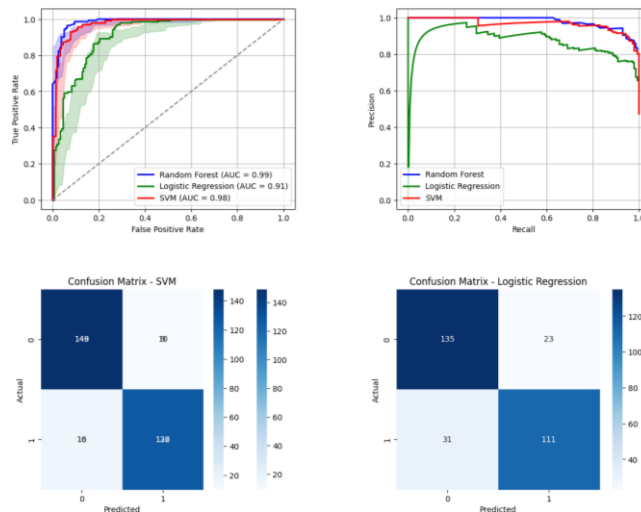 1.0
0.8
0.6
0.4
0.2
0.0
True Positive Rate
Random Forest (AUC = 0.99)
Logistic Regression (AUC = 0.91)
SVM (AUC = 0.98)
0.0 0.2 0.4 0.6 0.8 1.0
False Positive Rate
1.0
0.8
0.6
0.4
0.2
0.0
Precision
Random Forest
Logistic Regression
SVM
0.0 0.2 0.4 0.6 0.8 1.0
Recall
Confusion Matrix - SVM
Actual
0
1
0 1
Predicted
140
120
100
80
60
40
20
140
120
100
80
60
40
20
Confusion Matrix - Logistic Regression
Actual
0 135 23
1 31 111
0 1
Predicted
120
100
80
60
40